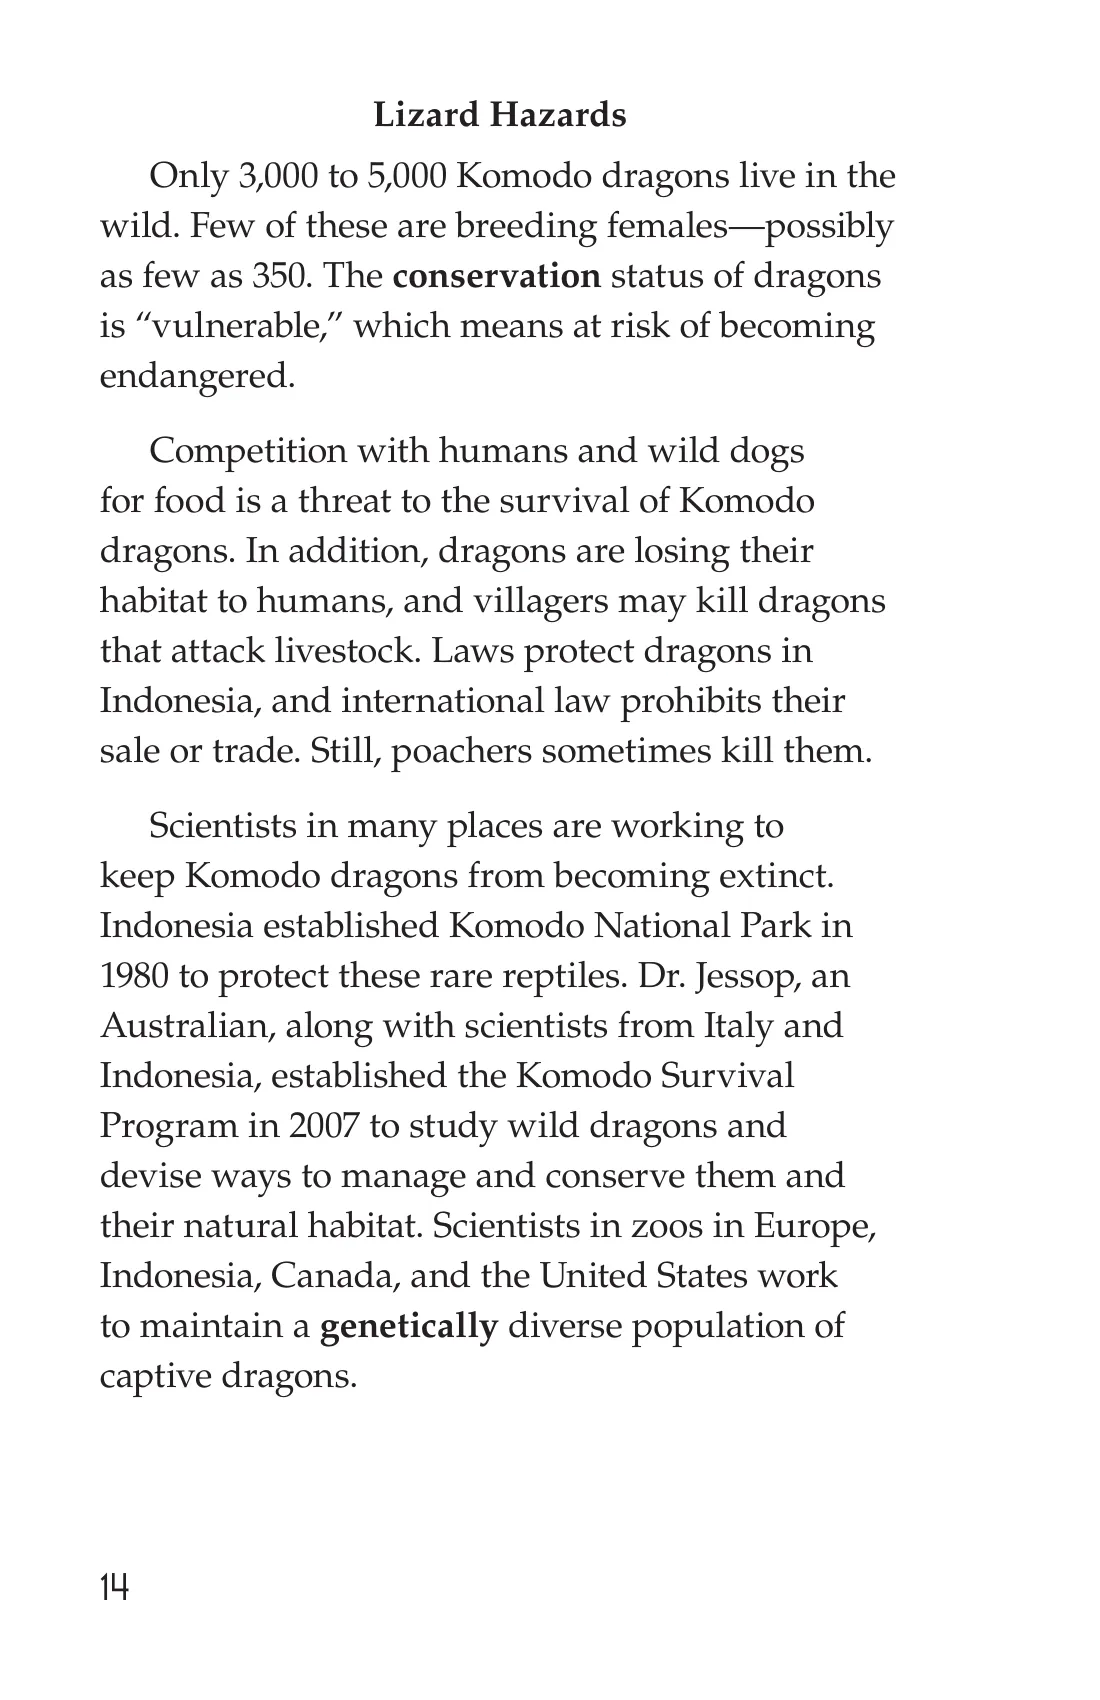 Lizard Hazards
Only 3,000 to 5,000 Komodo dragons live in the
wild. Few of these are breeding females—possibly
as few as 350. The conservation status of dragons
is “vulnerable,” which means at risk of becoming
endangered.
Competition with humans and wild dogs
for food is a threat to the survival of Komodo
dragons. In addition, dragons are losing their
habitat to humans, and villagers may kill dragons
that attack livestock. Laws protect dragons in
Indonesia, and international law prohibits their
sale or trade. Still, poachers sometimes kill them.
Scientists in many places are working to
keep Komodo dragons from becoming extinct.
Indonesia established Komodo National Park in
1980 to protect these rare reptiles. Dr. Jessop, an
Australian, along with scientists from Italy and
Indonesia, established the Komodo Survival
Program in 2007 to study wild dragons and
devise ways to manage and conserve them and
their natural habitat. Scientists in zoos in Europe,
Indonesia, Canada, and the United States work
to maintain a genetically diverse population of
captive dragons.
14